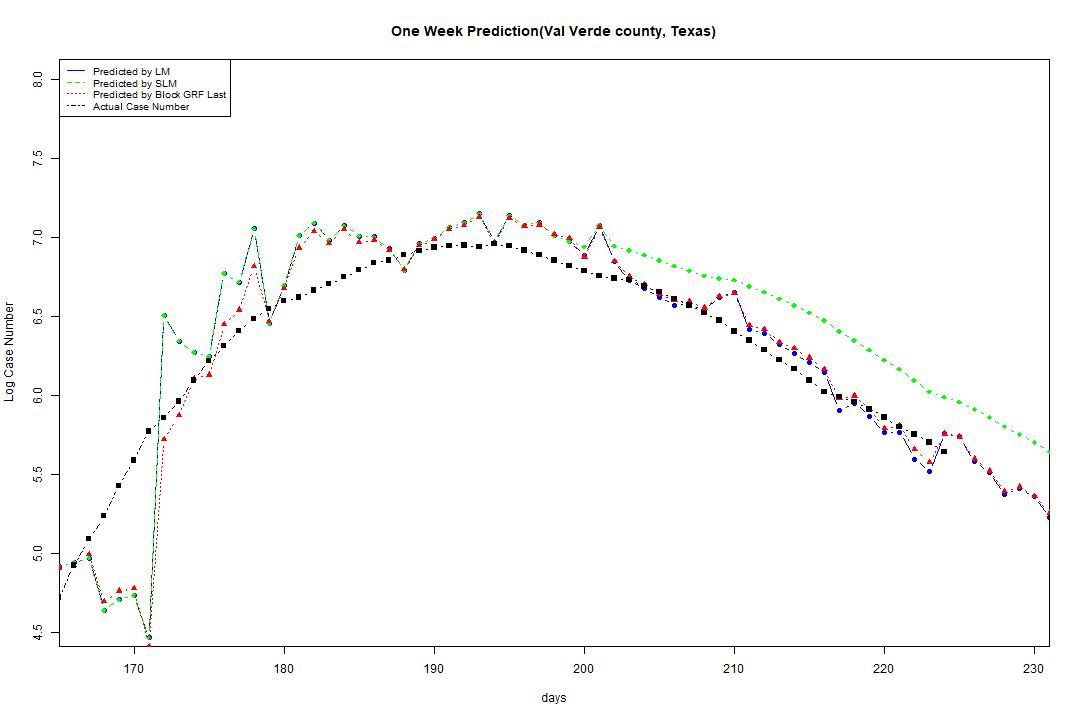 One Week Prediction(Val Verde county, Texas)
Predicted by LM
Predicted by SLM
Predicted by Block GRF Last
Actual Case Number
8.0
7.5
7.0
6.5
6.0
5.5
5.0
4.5
Log Case Number
170 180 190 200 210 220 230
days